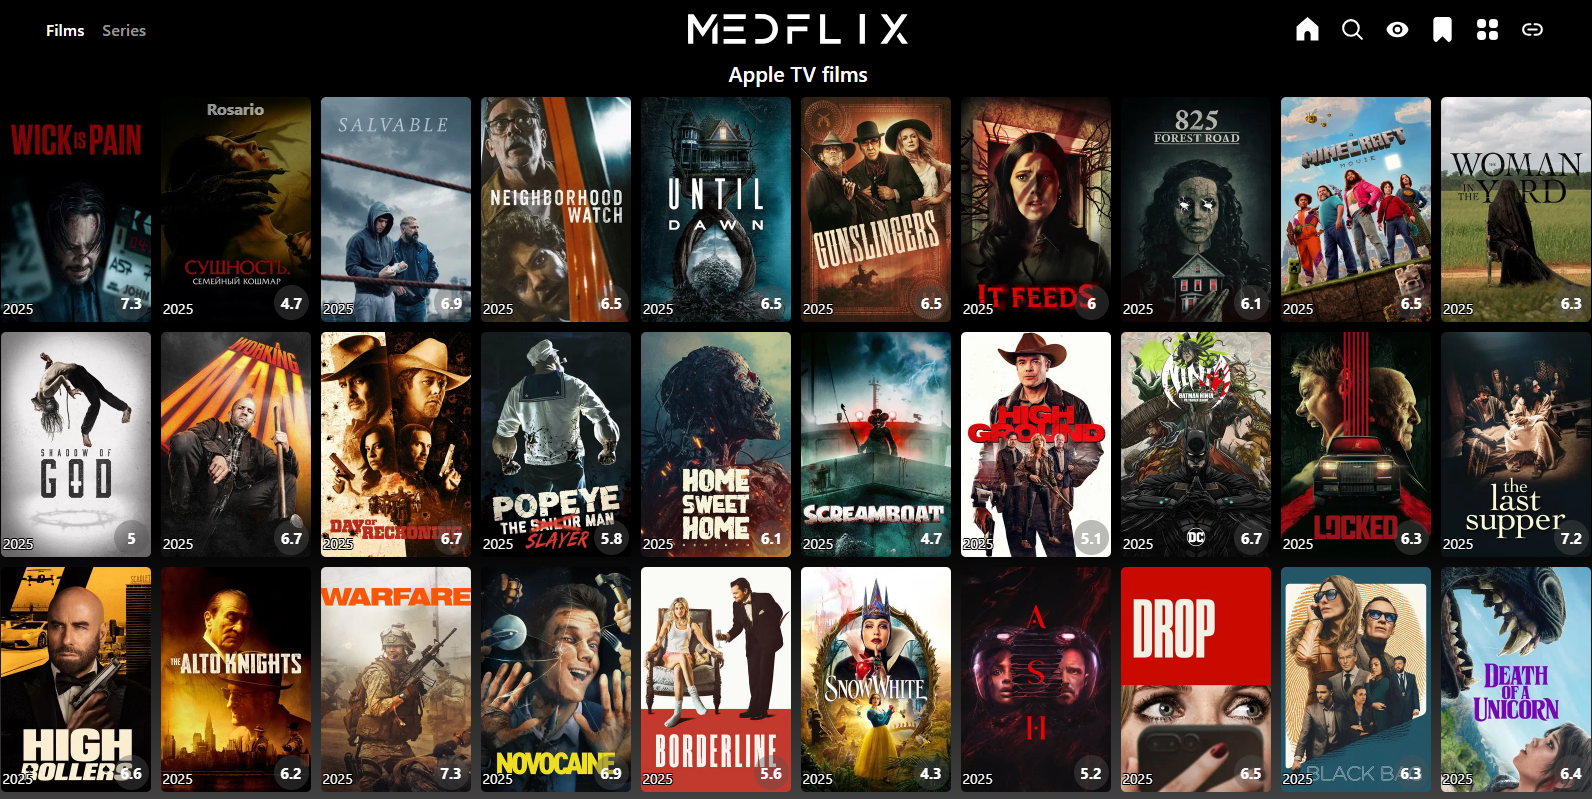 Films Series
MEDFLIX
Apple TV films
WICK IS PAIN
2025
7.3
Rosario
СУЩНОСТЬ.
СЕМЕЙНЫЙ КОШМАР
2025
4.7
SALVABLE
2025
6.9
NEIGHBORHOOD
WATCH
2025
6.5
UNTIL
DAWN
2025
6.5
GUNSLINGERS
2025
6.5
IT FEEDS
2025
6
825
FOREST ROAD
2025
6.1
A
MINECRAFT
MOVIE
2025
6.5
THE
WOMAN
IN THE YARD
2025
6.3
SHADOW OF
GOD
2025
5
A
WORKING
MAN
2025
6.7
DAY OF
RECKONING
2025
6.7
POPEYE
THE SAILOR MAN
SLAYER
2025
5.8
HOME
SWEET
HOME
REBIRTH
2025
6.1
SCREAMBOAT
2025
4.7
HIGH
GROUND
2025
5.1
NINJA
BATMAN NINJA
DC
2025
6.7
LOCKED
2025
6.3
the
last
supper
2025
7.2
HIGH
ROLLERS
2025
6.6
THE ALTO KNIGHTS
2025
6.2
WARFARE
2025
7.3
NOVOCAINE
2025
6.9
BORDERLINE
2025
5.6
SNOW WHITE
2025
4.3
A
S
H
2025
5.2
DROP
2025
6.5
BLACK BAG
2025
6.3
DEATH
OF A
UNICORN
2025
6.4